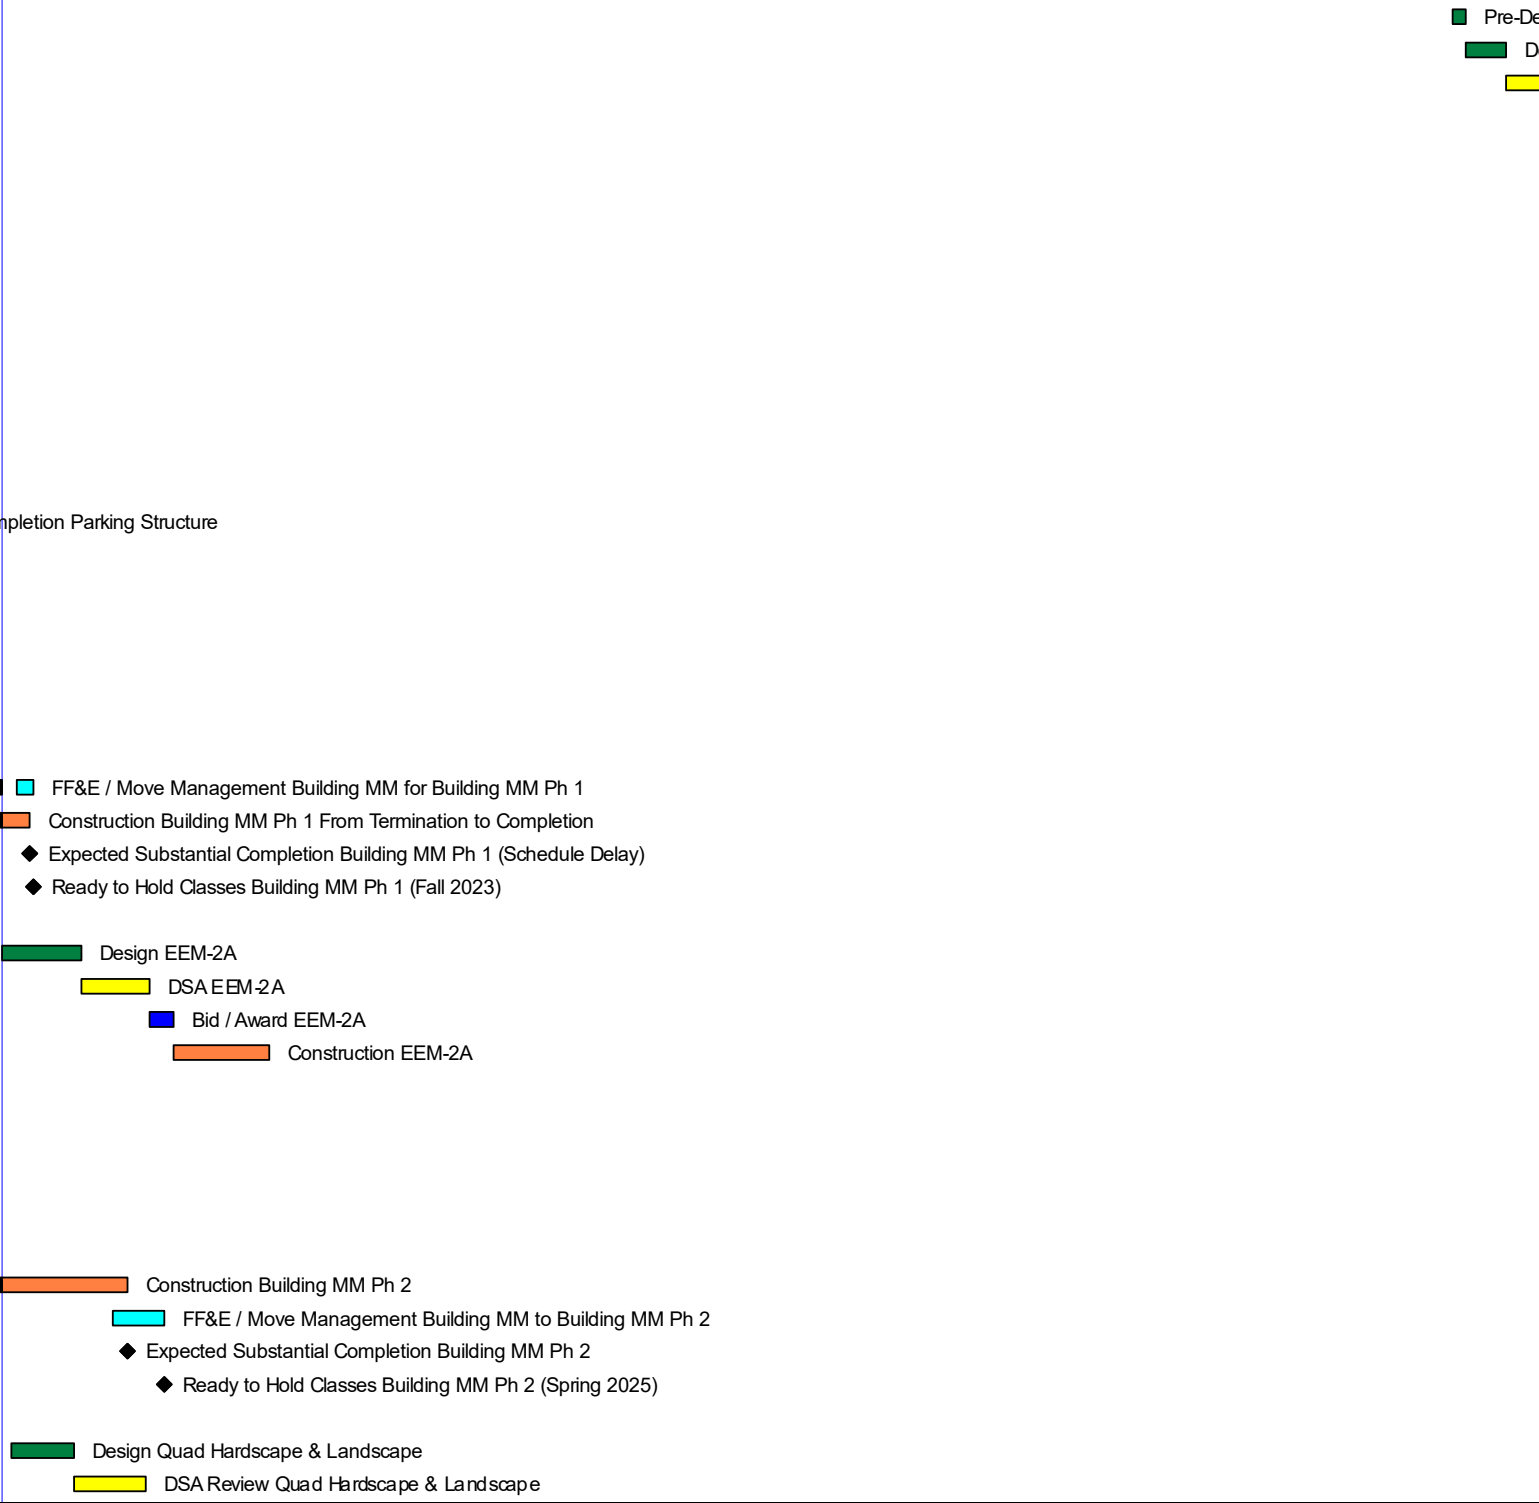 Pre-De
D
mpletion Parking Structure
FF&E / Move Management Building MM for Building MM Ph 1
Construction Building MM Ph 1 From Termination to Completion
Expected Substantial Completion Building MM Ph 1 (Schedule Delay)
Ready to Hold Classes Building MM Ph 1 (Fall 2023)
Design EEM-2A
DSA EEM-2A
Bid / Award EEM-2A
Construction EEM-2A
Construction Building MM Ph 2
FF&E / Move Management Building MM to Building MM Ph 2
Expected Substantial Completion Building MM Ph 2
Ready to Hold Classes Building MM Ph 2 (Spring 2025)
Design Quad Hardscape & Landscape
DSA Review Quad Hardscape & Landscape